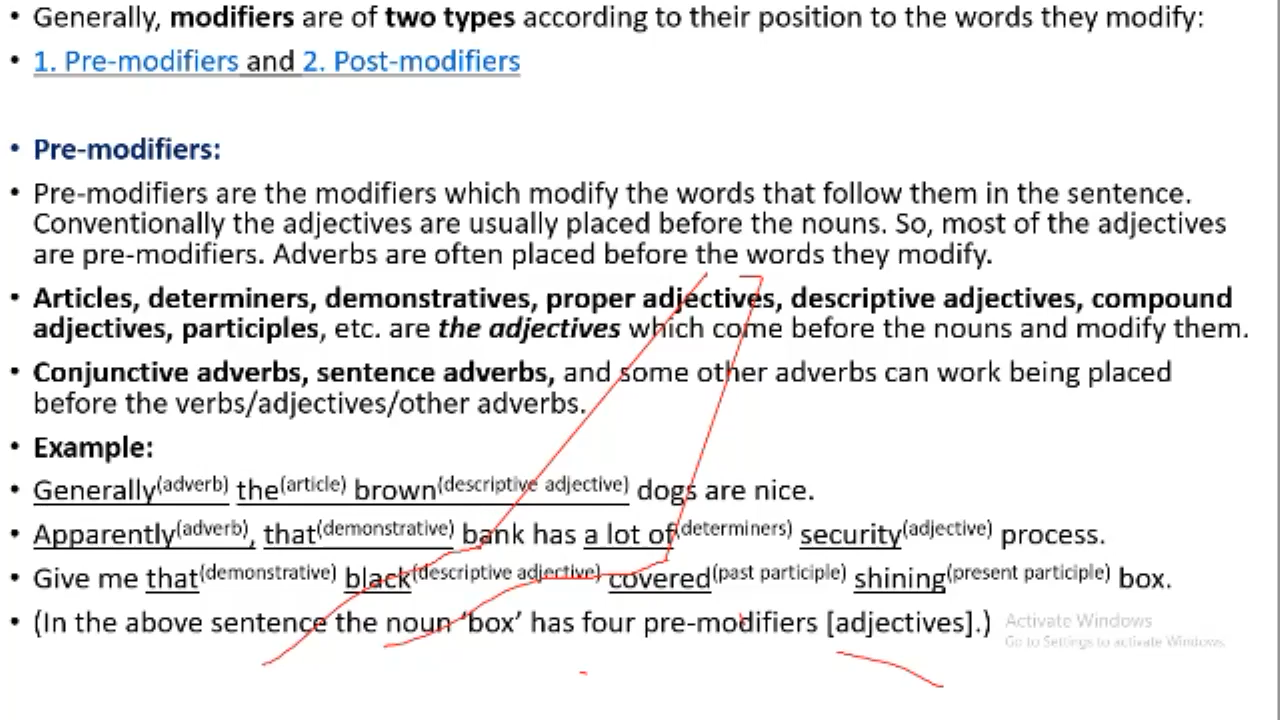 • Generally, modifiers are of two types according to their position to the words they modify:
• 1. Pre-modifiers and 2. Post-modifiers
• Pre-modifiers:
• Pre-modifiers are the modifiers which modify the words that follow them in the sentence.
Conventionally the adjectives are usually placed before the nouns. So, most of the adjectives
are pre-modifiers. Adverbs are often placed before the words they modify.
• Articles, determiners, demonstratives, proper adjectives, descriptive adjectives, compound
adjectives, participles, etc. are the adjectives which come before the nouns and modify them.
• Conjunctive adverbs, sentence adverbs, and some other adverbs can work being placed
before the verbs/adjectives/other adverbs.
• Example:
• Generally(adverb) the(article) brown(descriptive adjective) dogs are nice.
• Apparently(adverb), that(demonstrative) bank has a lot of(determiners) security(adjective) process.
• Give me that(demonstrative) black(descriptive adjective) covered(past participle) shining(present participle) box.
• (In the above sentence the noun ‘box’ has four pre-modifiers [adjectives].)
Activate Windows
Go to Settings to activate Windows.